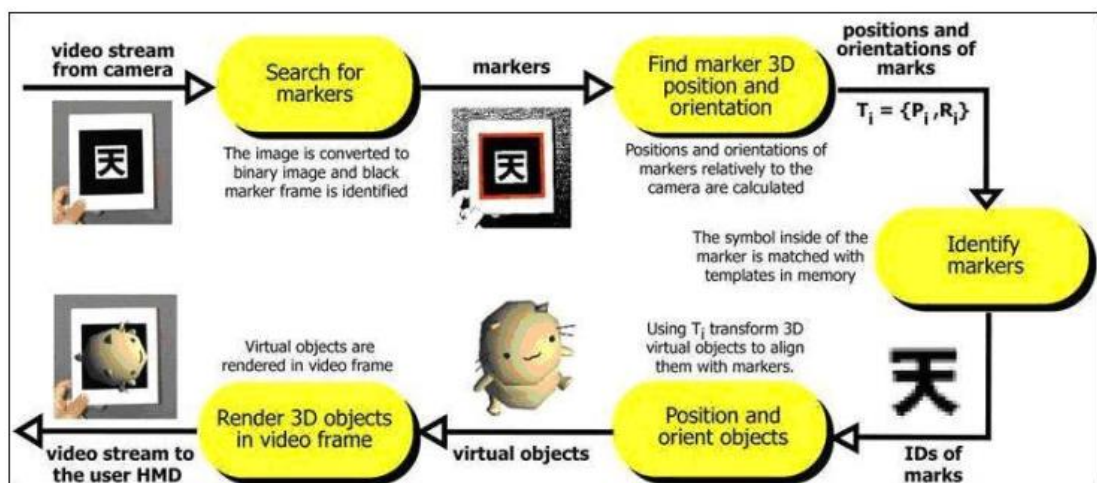 video stream
from camera
天
Search for
markers
The image is converted to
binary image and black
marker frame is identified
markers
天
Find marker 3D
position and
orientation
Positions and orientations of
markers relatively to the
camera are calculated
positions and
orientations of
marks
Ti = {Pi ,Ri}
Identify
markers
The symbol inside of the
marker is matched with
templates in memory
天
IDs of
marks
Using Ti transform 3D
virtual objects to align
them with markers.
Position and
orient objects
virtual objects
Virtual objects are
rendered in video frame
Render 3D objects
in video frame
video stream to
the user HMD